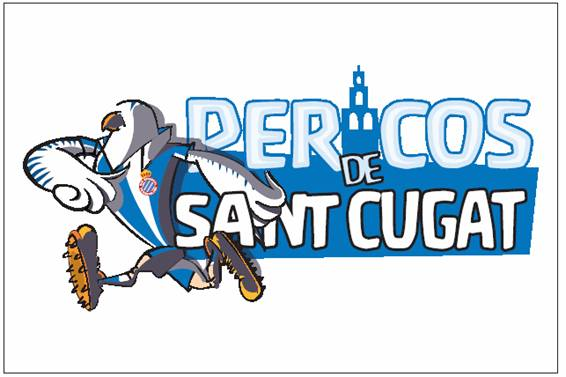 PERICOS
DE
SANT CUGAT